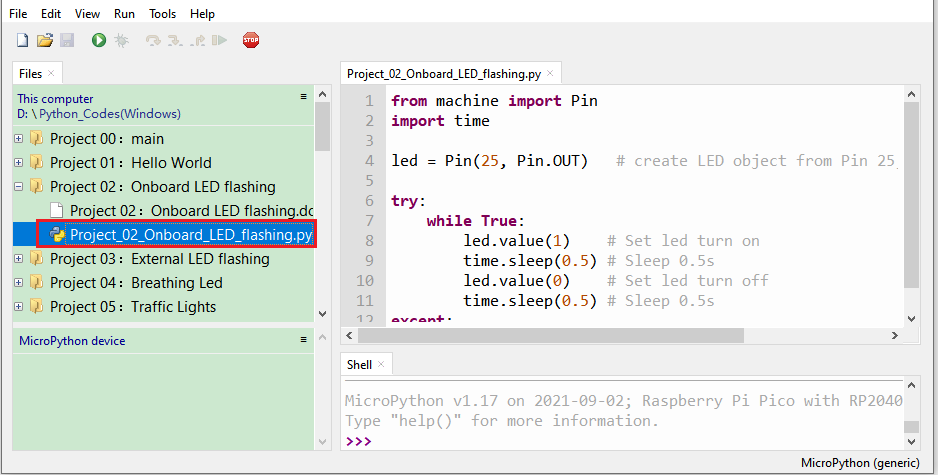 File Edit View Run Tools Help
STOP
Files ×
This computer
D: \ Python_Codes(Windows)
Project 00：main
Project 01：Hello World
Project 02：Onboard LED flashing
Project 02：Onboard LED flashing.dc
Project_02_Onboard_LED_flashing.py
Project 03：External LED flashing
Project 04：Breathing Led
Project 05：Traffic Lights
MicroPython device
Project_02_Onboard_LED_flashing.py ×
1 from machine import Pin
2 import time
3
4 led = Pin(25, Pin.OUT)   # create LED object from Pin 25,
5
6 try:
7     while True:
8         led.value(1)    # Set led turn on
9         time.sleep(0.5) # Sleep 0.5s
10         led.value(0)    # Set led turn off
11         time.sleep(0.5) # Sleep 0.5s
12 except:
Shell ×
MicroPython v1.17 on 2021-09-02; Raspberry Pi Pico with RP2040
Type "help()" for more information.
>>>
MicroPython (generic)